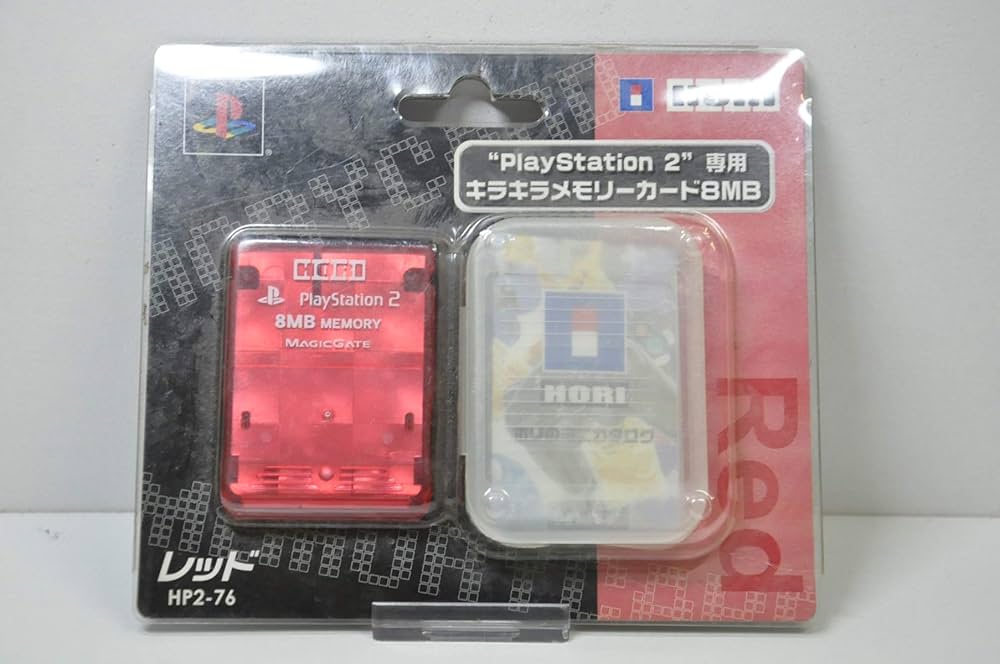 HORI
"PlayStation 2" 専用
キラキラメモリーカード8MB
HORI
PlayStation 2
8MB MEMORY
MAGICGATE
HORI
Red
レッド
HP2-76